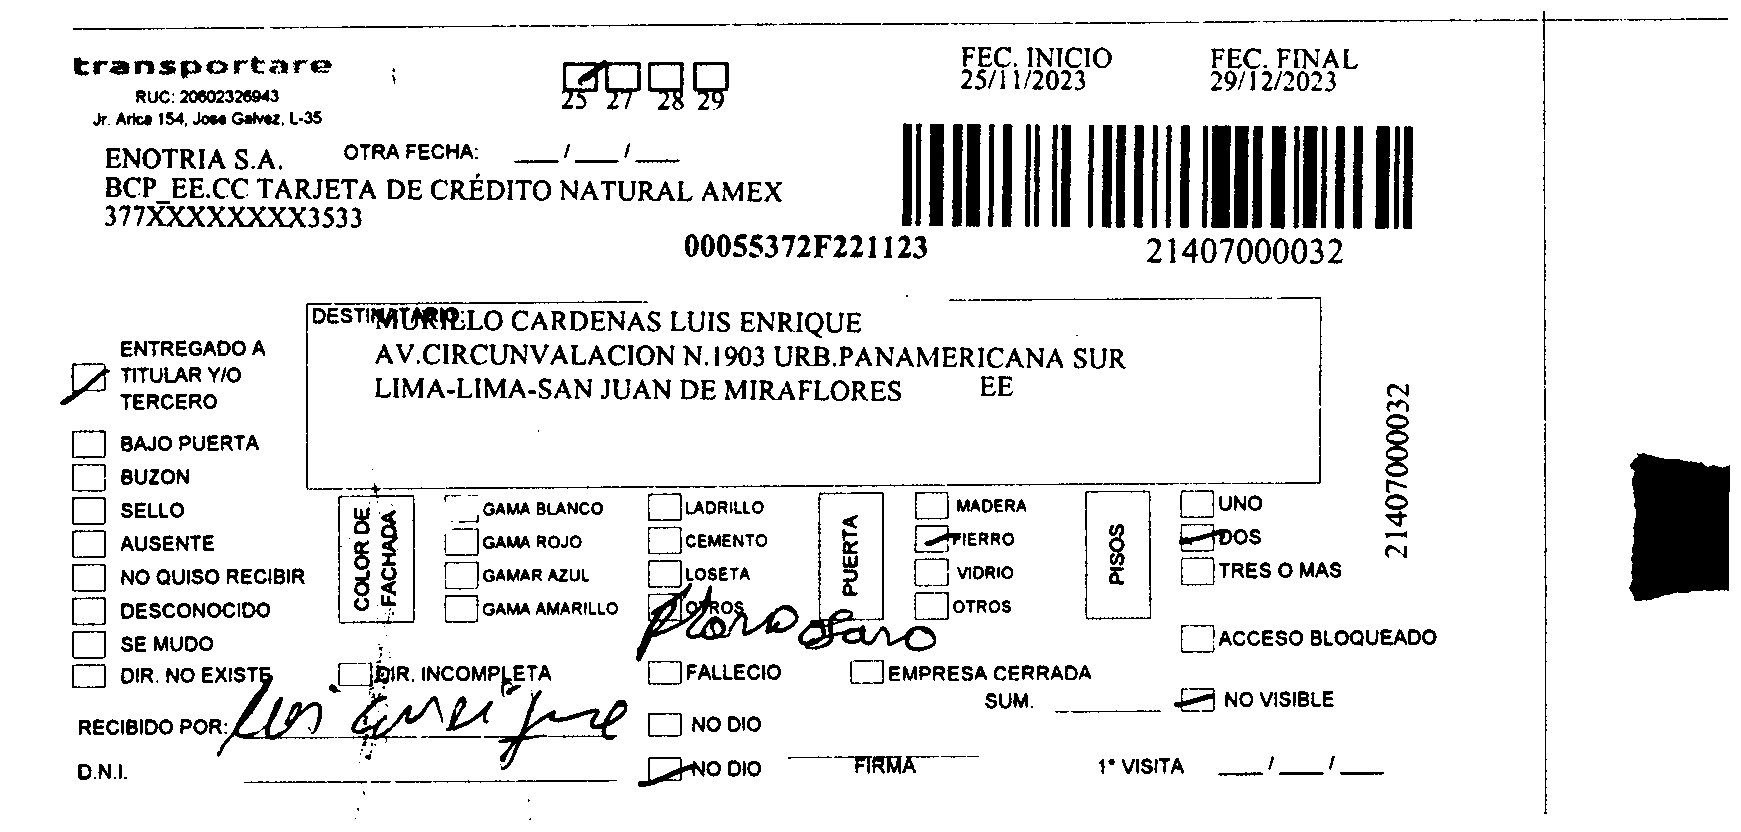 transportare
RUC: 20602326943
Jr. Arica 154, Jose Galvez, L-35
25 27 28 29
FEC. INICIO
25/11/2023
FEC. FINAL
29/12/2023
OTRA FECHA: ___/___/___
ENOTRIA S.A.
BCP_EE.CC TARJETA DE CRÉDITO NATURAL AMEX
377XXXXXXXXX3533
00055372F221123
21407000032
DESTINATARIO:
MURILLO CARDENAS LUIS ENRIQUE
AV.CIRCUNVALACION N.1903 URB.PANAMERICANA SUR
LIMA-LIMA-SAN JUAN DE MIRAFLORES EE
21407000032
ENTREGADO A
TITULAR Y/O
TERCERO
BAJO PUERTA
BUZON
SELLO
AUSENTE
NO QUISO RECIBIR
DESCONOCIDO
SE MUDO
DIR. NO EXISTE
COLOR DE
FACHADA
GAMA BLANCO
GAMA ROJO
GAMAR AZUL
GAMA AMARILLO
LADRILLO
CEMENTO
LOSETA
OTROS
PUERTA
MADERA
FIERRO
VIDRIO
OTROS
PISOS
UNO
DOS
TRES O MAS
ACCESO BLOQUEADO
DIR. INCOMPLETA
FALLECIO
EMPRESA CERRADA
SUM. ______
NO VISIBLE
RECIBIDO POR: Luis enrique
NO DIO
D.N.I. ______
NO DIO
FIRMA
1° VISITA ___/___/___